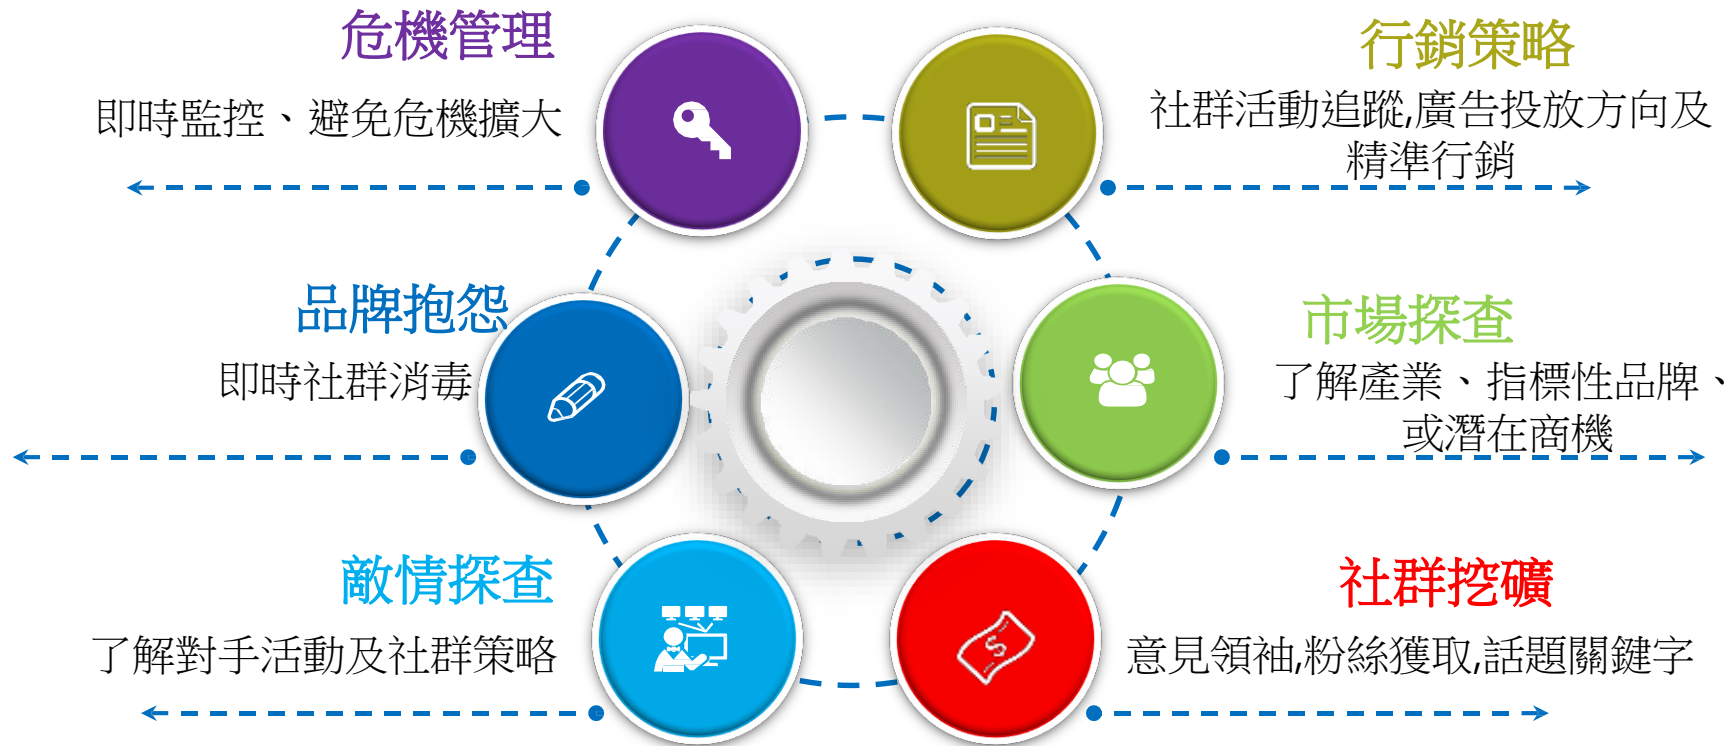 危機管理
即時監控、避免危機擴大
行銷策略
社群活動追蹤,廣告投放方向及
精準行銷
品牌抱怨
即時社群消毒
市場探查
了解產業、指標性品牌、
或潛在商機
敵情探查
了解對手活動及社群策略
社群挖礦
意見領袖,粉絲獲取,話題關鍵字